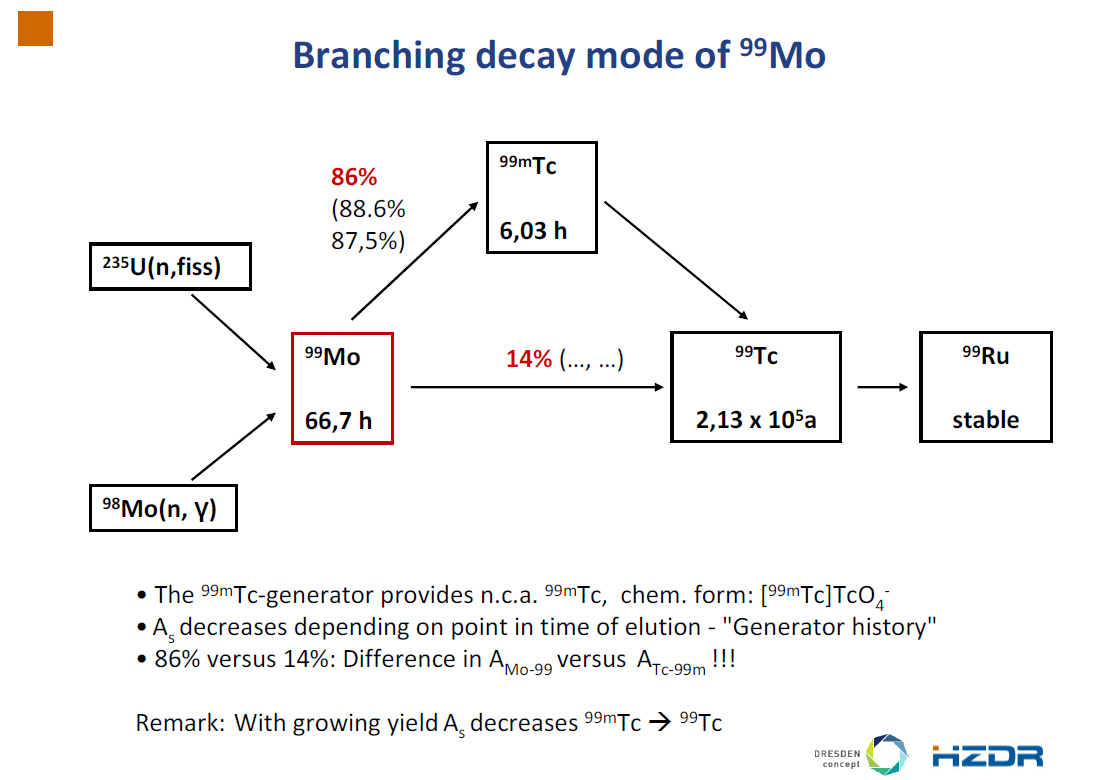 Branching decay mode of ⁹⁹Mo
86%
(88.6%
87,5%)
⁹⁹ᵐTc
6,03 h
²³⁵U(n,fiss)
⁹⁹Mo
66,7 h
14% (…, …)
⁹⁹Tc
2,13 x 10⁵a
⁹⁹Ru
stable
⁹⁸Mo(n, γ)
• The ⁹⁹ᵐTc-generator provides n.c.a. ⁹⁹ᵐTc, chem. form: [⁹⁹ᵐTc]TcO₄⁻
• Aₛ decreases depending on point in time of elution - "Generator history"
• 86% versus 14%: Difference in A_Mo-99 versus A_Tc-99m !!!
Remark: With growing yield Aₛ decreases ⁹⁹ᵐTc → ⁹⁹Tc
DRESDEN
concept
HZDR